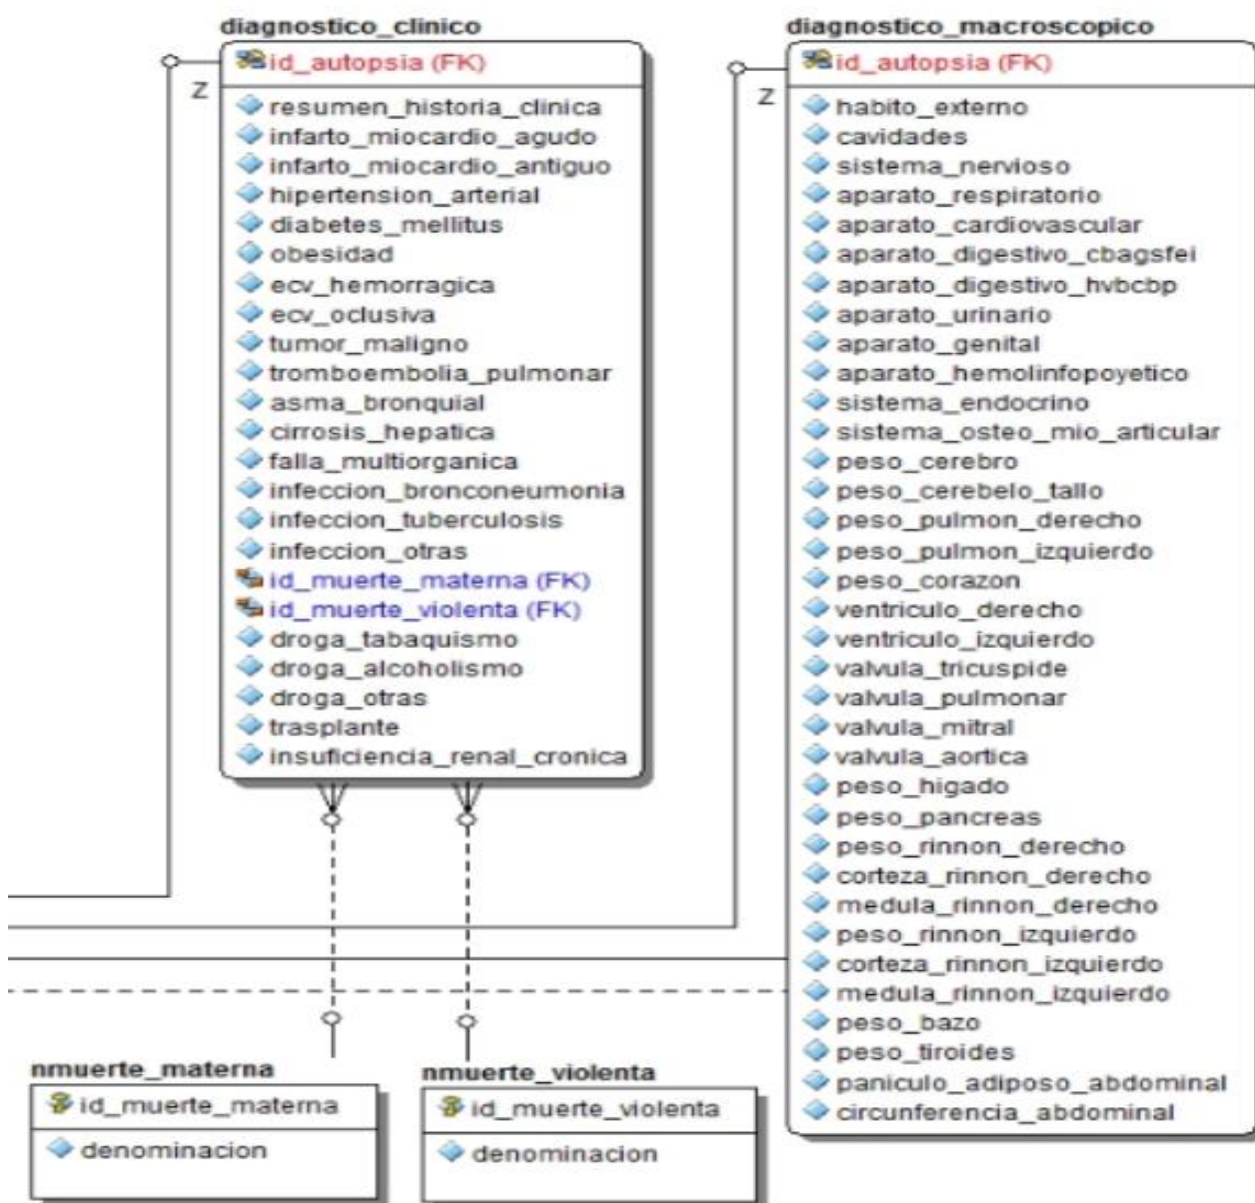 diagnostico_clinico
id_autopsia (FK)
Z
resumen_historia_clinica
infarto_miocardio_agudo
infarto_miocardio_antiguo
hipertension_arterial
diabetes_mellitus
obesidad
ecv_hemorragica
ecv_oclusiva
tumor_maligno
tromboembolia_pulmonar
asma_bronquial
cirrosis_hepatica
falla_multiorganica
infeccion_bronconeumonia
infeccion_tuberculosis
infeccion_otras
id_muerte_materna (FK)
id_muerte_violenta (FK)
droga_tabaquismo
droga_alcoholismo
droga_otras
trasplante
insuficiencia_renal_cronica
diagnostico_macroscopico
id_autopsia (FK)
Z
habito_externo
cavidades
sistema_nervioso
aparato_respiratorio
aparato_cardiovascular
aparato_digestivo_cbagsfei
aparato_digestivo_hvbcbp
aparato_urinario
aparato_genital
aparato_hemolinfopoyetico
sistema_endocrino
sistema_osteo_mio_articular
peso_cerebro
peso_cerebelo_tallo
peso_pulmon_derecho
peso_pulmon_izquierdo
peso_corazon
ventriculo_derecho
ventriculo_izquierdo
valvula_tricuspide
valvula_pulmonar
valvula_mitral
valvula_aortica
peso_higado
peso_pancreas
peso_rinnon_derecho
corteza_rinnon_derecho
medula_rinnon_derecho
peso_rinnon_izquierdo
corteza_rinnon_izquierdo
medula_rinnon_izquierdo
peso_bazo
peso_tiroides
paniculo_adiposo_abdominal
circunferencia_abdominal
nmuerte_materna
id_muerte_materna
denominacion
nmuerte_violenta
id_muerte_violenta
denominacion